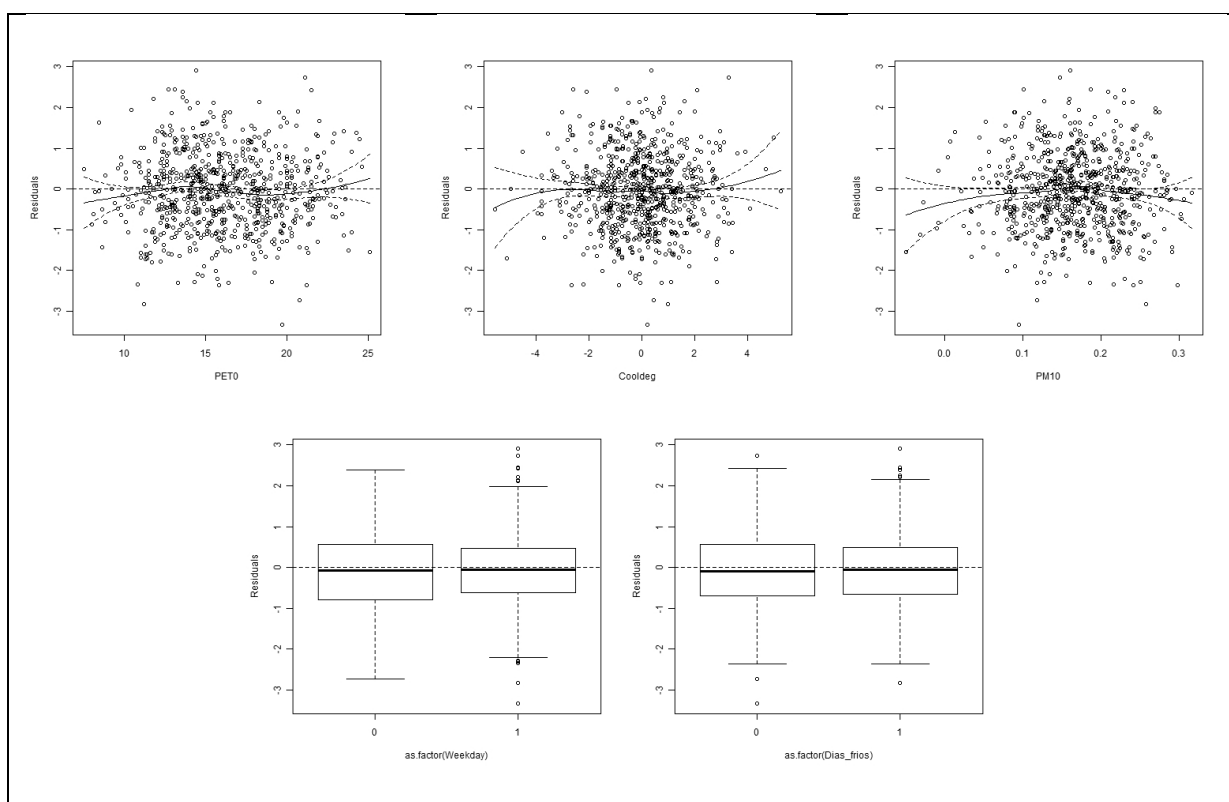 3
2
1
0
-1
-2
-3
Residuals
10 15 20 25
PET0
3
2
1
0
-1
-2
-3
Residuals
-4 -2 0 2 4
Cooldeg
3
2
1
0
-1
-2
-3
Residuals
0.0 0.1 0.2 0.3
PM10
3
2
1
0
-1
-2
-3
Residuals
0 1
as.factor(Weekday)
3
2
1
0
-1
-2
-3
Residuals
0 1
as.factor(Dias_frios)